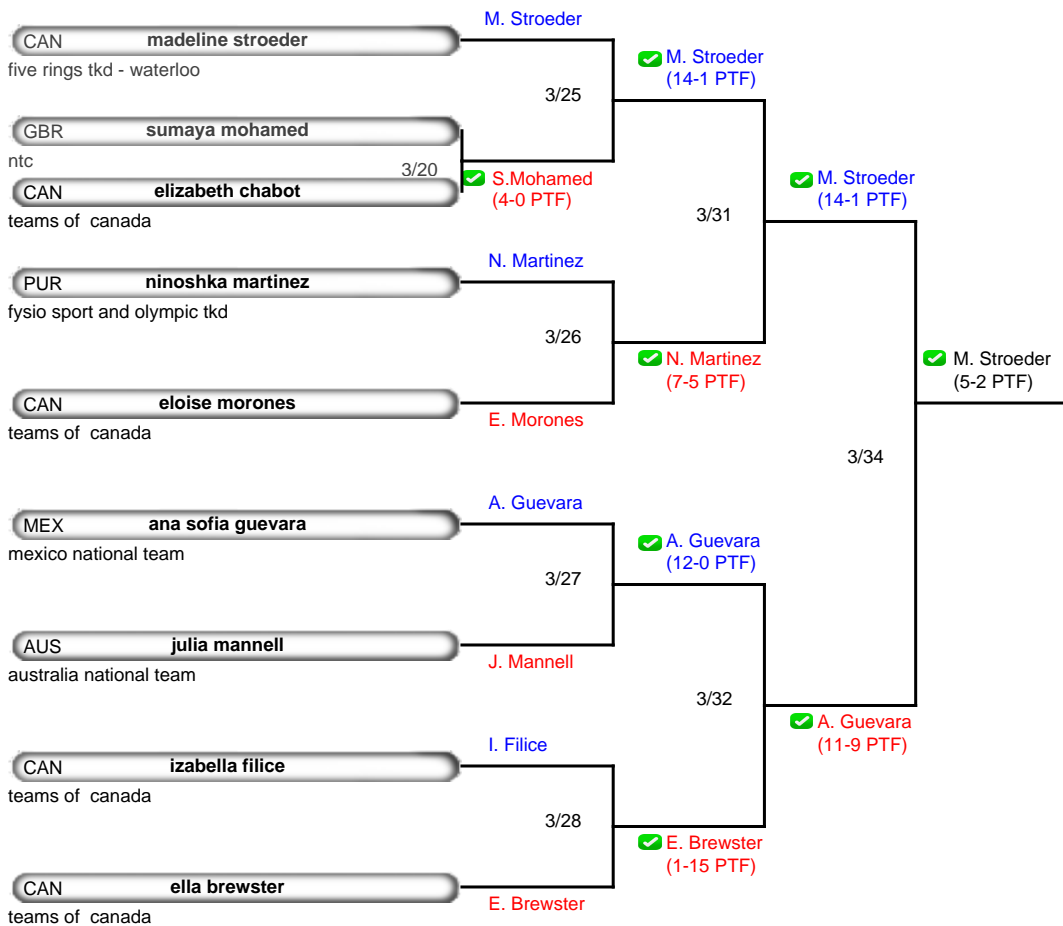 M. Stroeder
CAN madeline stroeder
five rings tkd - waterloo
M. Stroeder
(14-1 PTF)
3/25
GBR sumaya mohamed
ntc
3/20
S.Mohamed
(4-0 PTF)
CAN elizabeth chabot
teams of canada
M. Stroeder
(14-1 PTF)
3/31
N. Martinez
PUR ninoshka martinez
fysio sport and olympic tkd
3/26
N. Martinez
(7-5 PTF)
M. Stroeder
(5-2 PTF)
CAN eloise morones
E. Morones
teams of canada
3/34
A. Guevara
MEX ana sofia guevara
mexico national team
A. Guevara
(12-0 PTF)
3/27
AUS julia mannell
J. Mannell
australia national team
3/32
A. Guevara
(11-9 PTF)
I. Filice
CAN izabella filice
teams of canada
3/28
E. Brewster
(1-15 PTF)
CAN ella brewster
E. Brewster
teams of canada